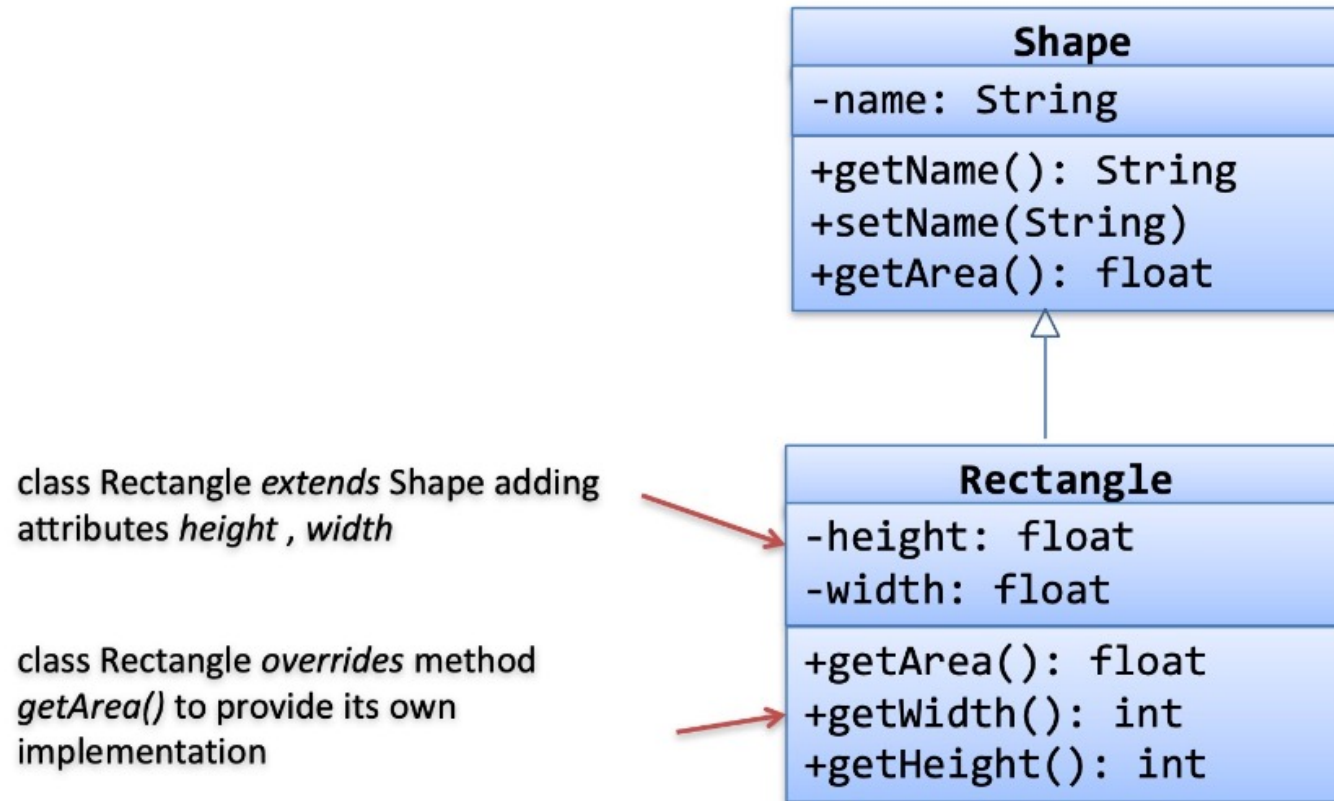 Shape
-name: String
+getName(): String
+setName(String)
+getArea(): float
class Rectangle extends Shape adding
attributes height , width
class Rectangle overrides method
getArea() to provide its own
implementation
Rectangle
-height: float
-width: float
+getArea(): float
+getWidth(): int
+getHeight(): int